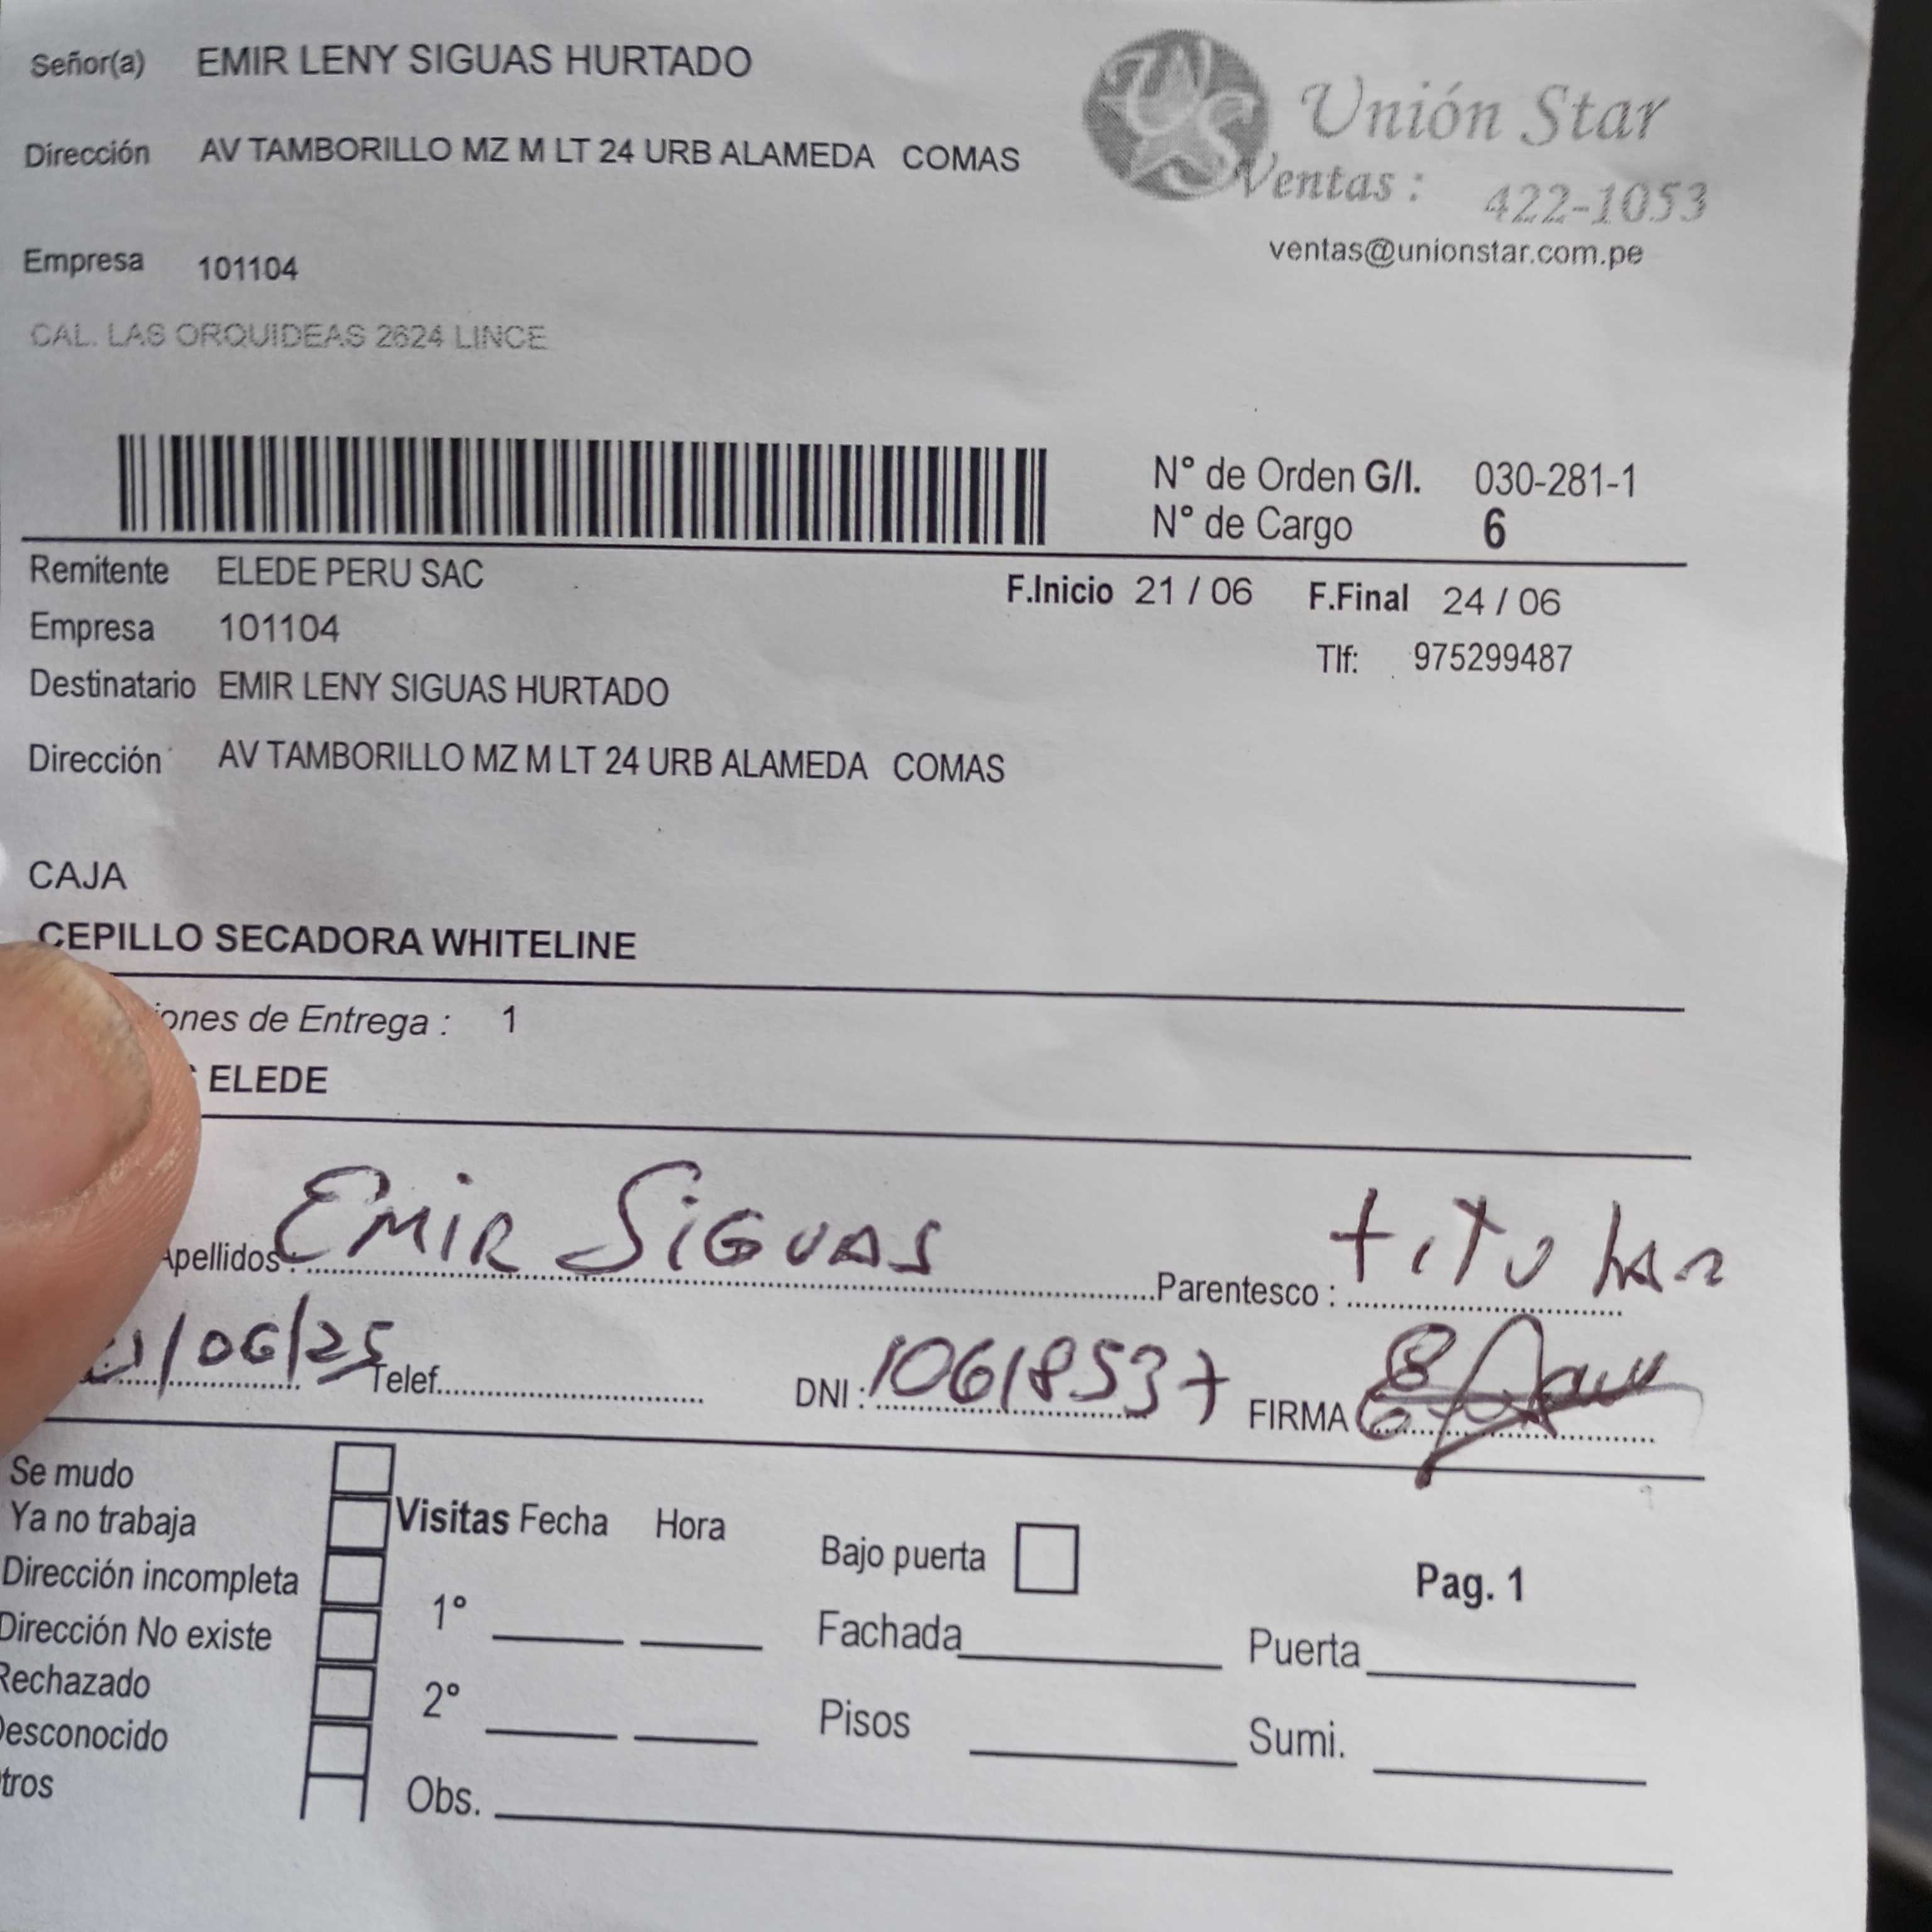 Señor(a) EMIR LENY SIGUAS HURTADO
Unión Star
Dirección AV TAMBORILLO MZ M LT 24 URB ALAMEDA COMAS
Ventas : 422-1053
ventas@unionstar.com.pe
Empresa 101104
CAL. LAS ORQUIDEAS 2624 LINCE
N° de Orden G/I. 030-281-1
N° de Cargo 6
Remitente ELEDE PERU SAC
F.Inicio 21 / 06 F.Final 24 / 06
Empresa 101104
Tlf: 975299487
Destinatario EMIR LENY SIGUAS HURTADO
Dirección AV TAMBORILLO MZ M LT 24 URB ALAMEDA COMAS
CAJA
CEPILLO SECADORA WHITELINE
iones de Entrega : 1
ELEDE
Apellidos : EMIR SIGUAS Parentesco : titular
/06/25 Telef. DNI : 10618537 FIRMA
Se mudo
Ya no trabaja
Visitas Fecha Hora
Bajo puerta
Pag. 1
Dirección incompleta
1°
Dirección No existe
Fachada Puerta
Rechazado
2°
Desconocido
Pisos Sumi.
tros
Obs.